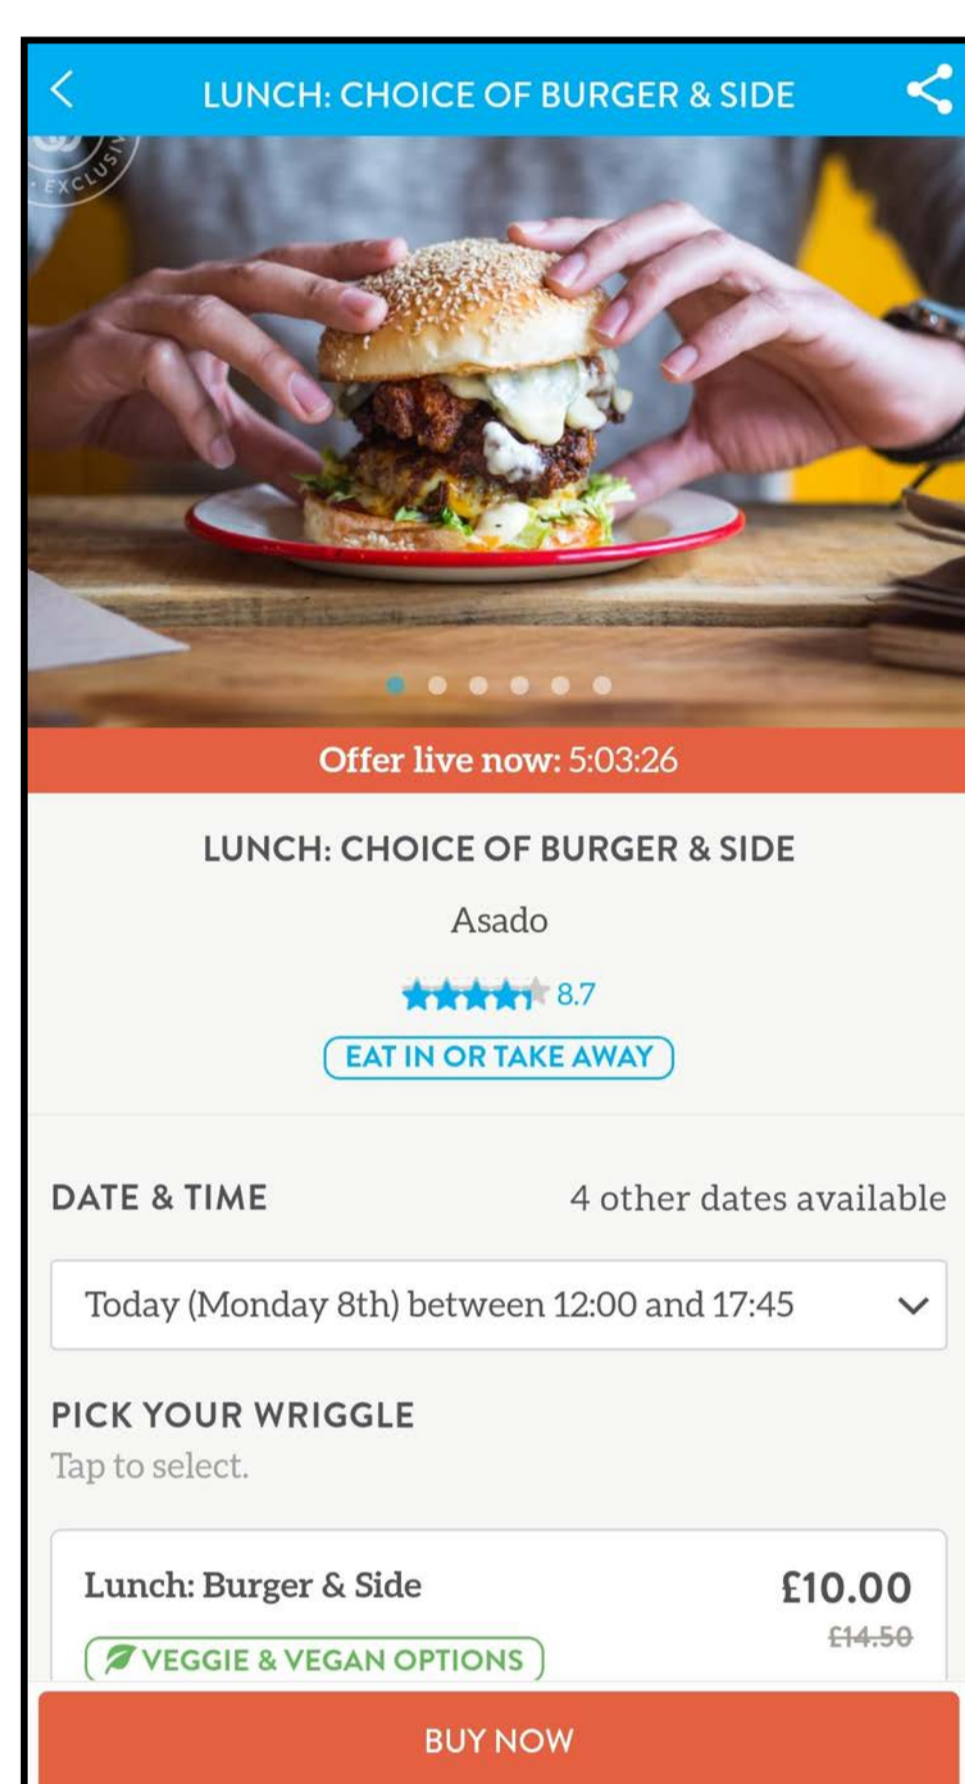 LUNCH: CHOICE OF BURGER & SIDE
EXCLUSIV
Offer live now: 5:03:26
LUNCH: CHOICE OF BURGER & SIDE
Asado
8.7
EAT IN OR TAKE AWAY
DATE & TIME 4 other dates available
Today (Monday 8th) between 12:00 and 17:45
PICK YOUR WRIGGLE
Tap to select.
Lunch: Burger & Side £10.00
£14.50
VEGGIE & VEGAN OPTIONS
BUY NOW